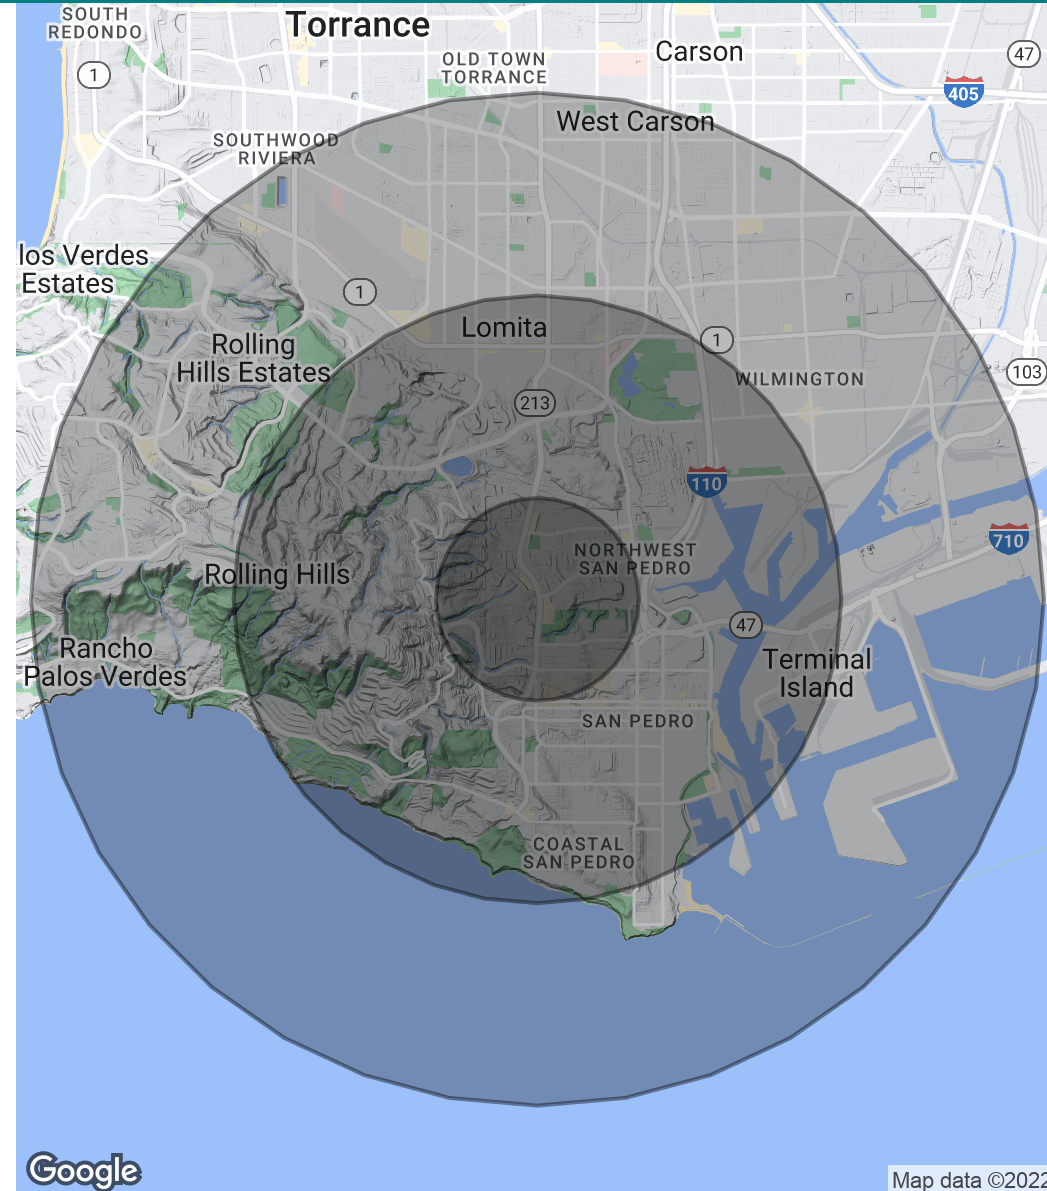 SOUTH
REDONDO
Torrance
1
OLD TOWN
TORRANCE
Carson
47
405
West Carson
SOUTHWOOD
RIVIERA
los Verdes
Estates
1
Lomita
1
Rolling
Hills Estates
103
WILMINGTON
213
110
710
NORTHWEST
SAN PEDRO
Rolling Hills
47
Rancho
Palos Verdes
Terminal
Island
SAN PEDRO
COASTAL
SAN PEDRO
Google
Map data ©2022